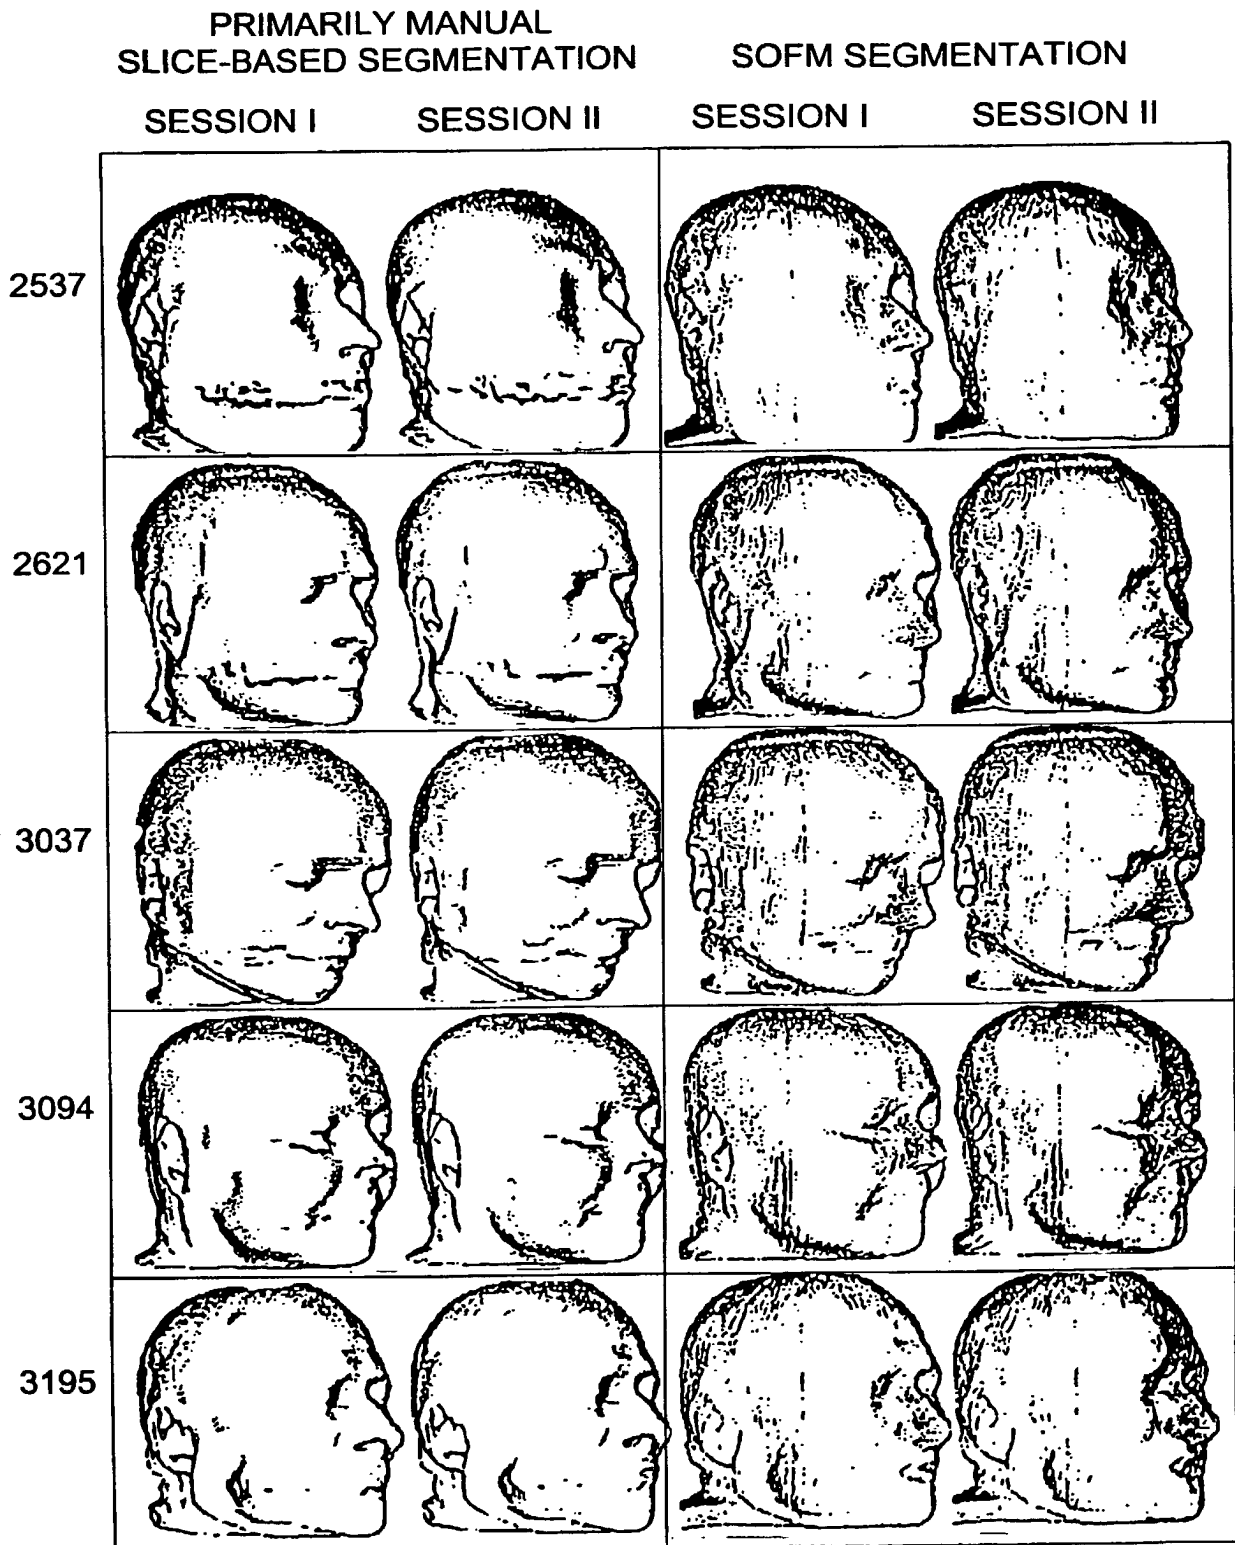 PRIMARILY MANUAL
SLICE-BASED SEGMENTATION
SOFM SEGMENTATION
SESSION I
SESSION II
SESSION I
SESSION II
2537
2621
3037
3094
3195